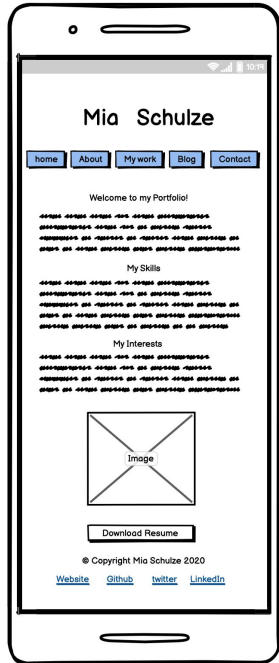 10:19
Mia Schulze
home About My work Blog Contact
Welcome to my Portfolio!
My Skills
My Interests
Image
Download Resume
© Copyright Mia Schulze 2020
Website Github twitter LinkedIn